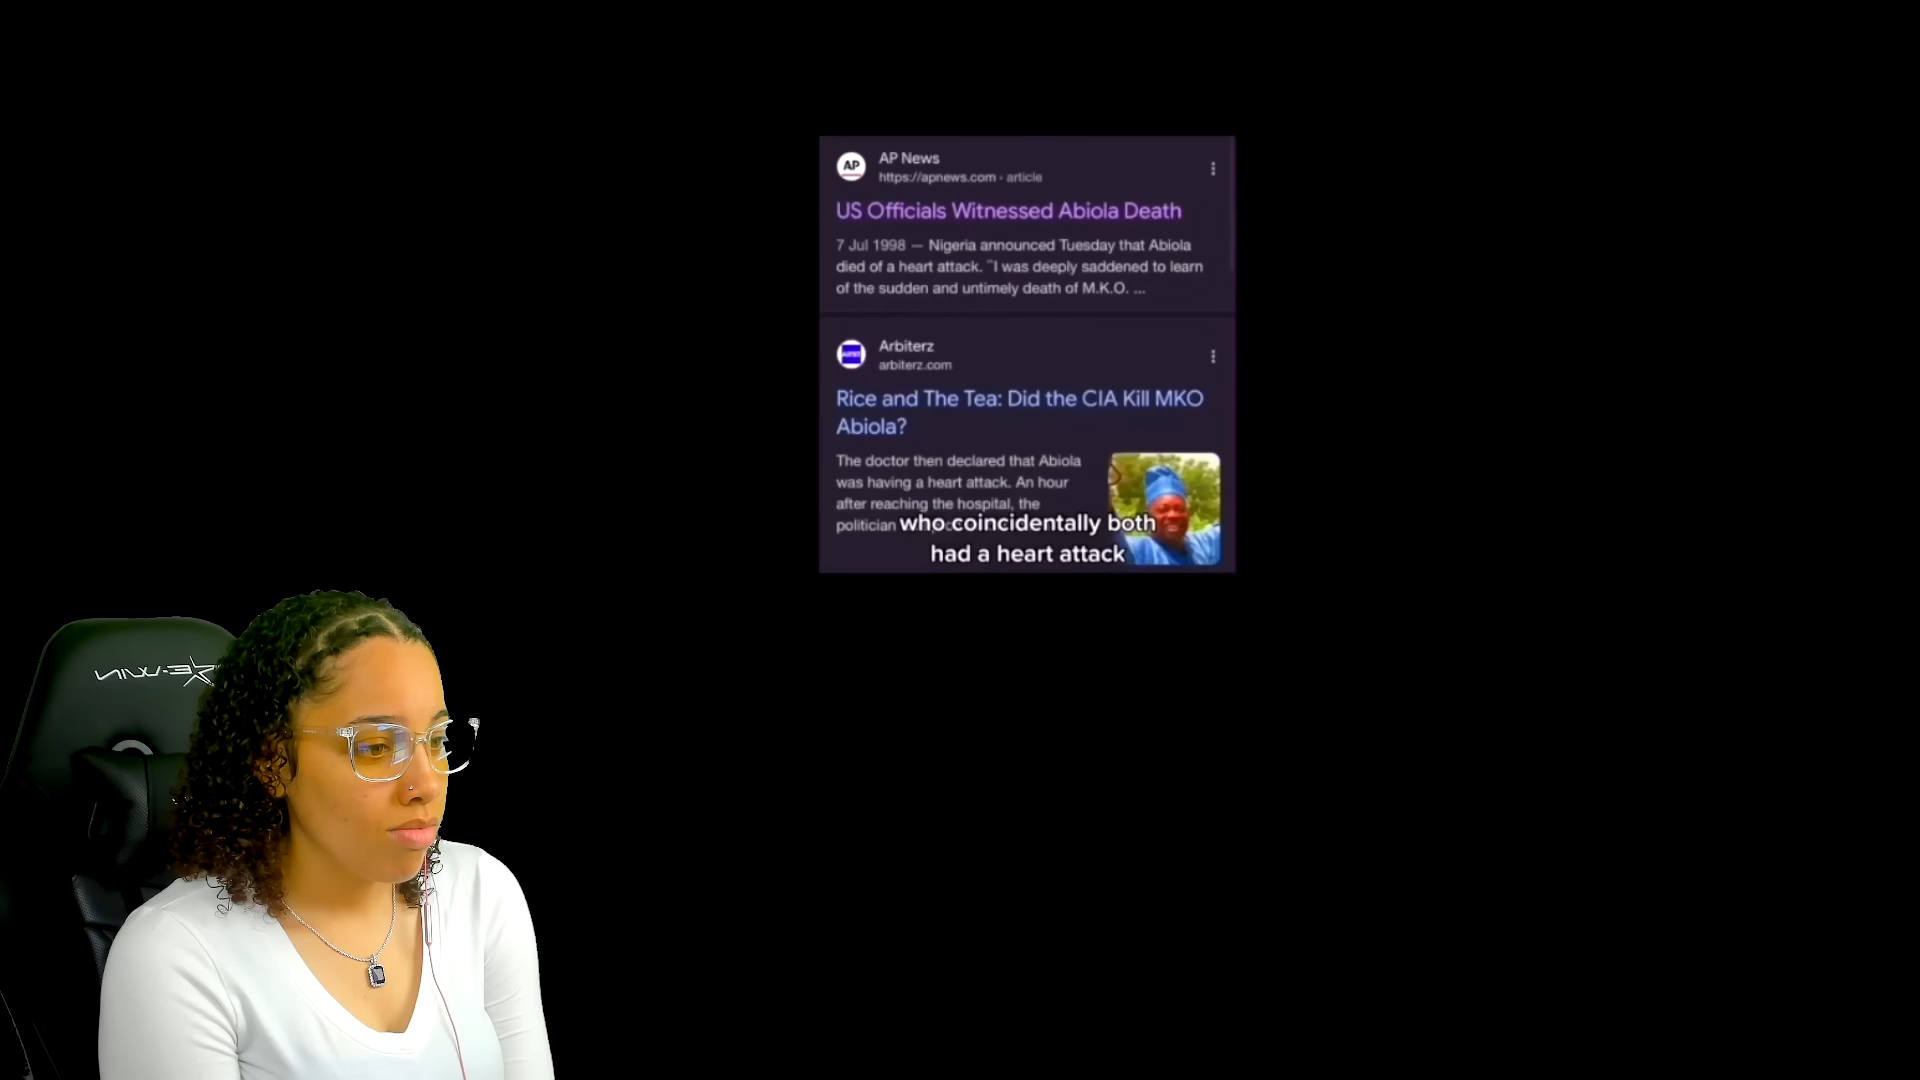 AP
AP News
https://apnews.com › article
US Officials Witnessed Abiola Death
7 Jul 1998 — Nigeria announced Tuesday that Abiola
died of a heart attack. "I was deeply saddened to learn
of the sudden and untimely death of M.K.O. ...
Arbiterz
arbiterz.com
Rice and The Tea: Did the CIA Kill MKO
Abiola?
The doctor then declared that Abiola
was having a heart attack. An hour
after reaching the hospital, the
politician
who coincidentally both
had a heart attack